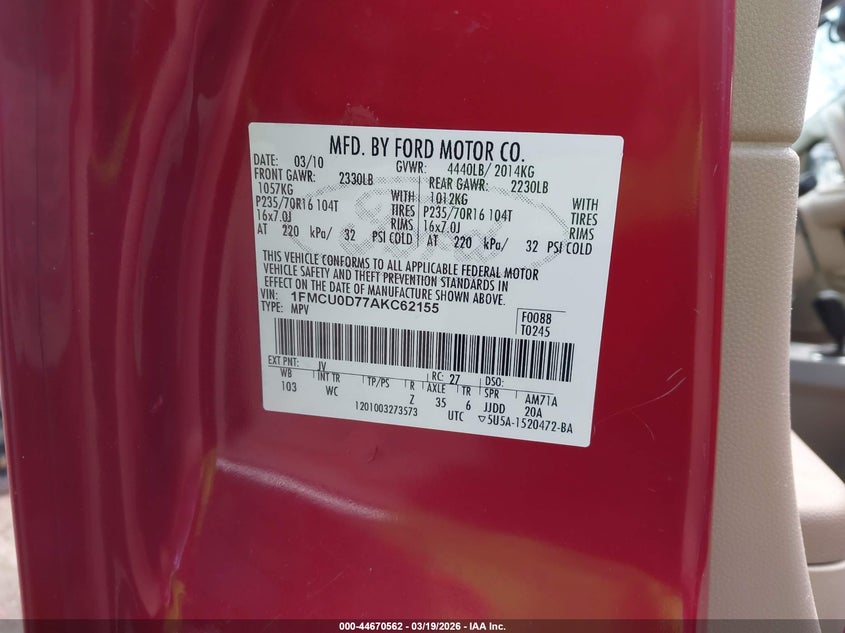 MFD. BY FORD MOTOR CO.
DATE: 03/10 GVWR: 4440LB/ 2014KG
FRONT GAWR: 2330LB REAR GAWR: 2230LB
1057KG WITH 1012KG WITH
P235/70R16 104T TIRES P235/70R16 104T TIRES
16x7.0J RIMS 16x7.0J RIMS
AT 220 kPa/ 32 PSI COLD AT 220 kPa/ 32 PSI COLD
THIS VEHICLE CONFORMS TO ALL APPLICABLE FEDERAL MOTOR
VEHICLE SAFETY AND THEFT PREVENTION STANDARDS IN
EFFECT ON THE DATE OF MANUFACTURE SHOWN ABOVE.
VIN: 1FMCU0D77AKC62155
TYPE: MPV
F0088
T0245
EXT PNT: JV RC: 27 DSO:
WB INT TR TP/PS R AXLE TR SPR AM71A
103 WC Z 35 6 JJDD 20A
1201003273573 UTC ▽5U5A-1520472-BA
000-44670562 - 03/19/2026 - IAA Inc.